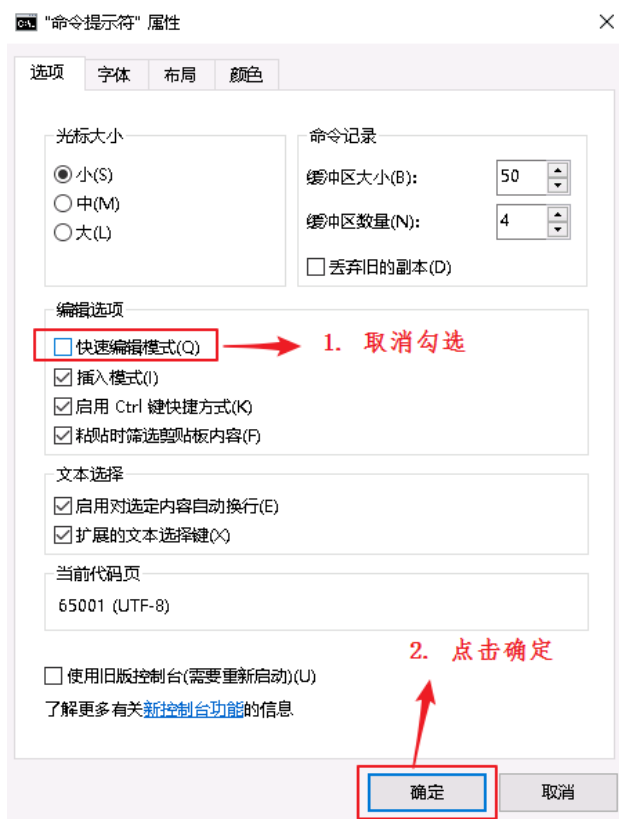 "命令提示符" 属性
选项 字体 布局 颜色
光标大小
小(S)
中(M)
大(L)
命令记录
缓冲区大小(B): 50
缓冲区数量(N): 4
丢弃旧的副本(D)
编辑选项
快速编辑模式(Q)
1. 取消勾选
插入模式(I)
启用 Ctrl 键快捷方式(K)
粘贴时筛选剪贴板内容(F)
文本选择
启用对选定内容自动换行(E)
扩展的文本选择键(X)
当前代码页
65001 (UTF-8)
2. 点击确定
使用旧版控制台(需要重新启动)(U)
了解更多有关新控制台功能的信息
确定 取消